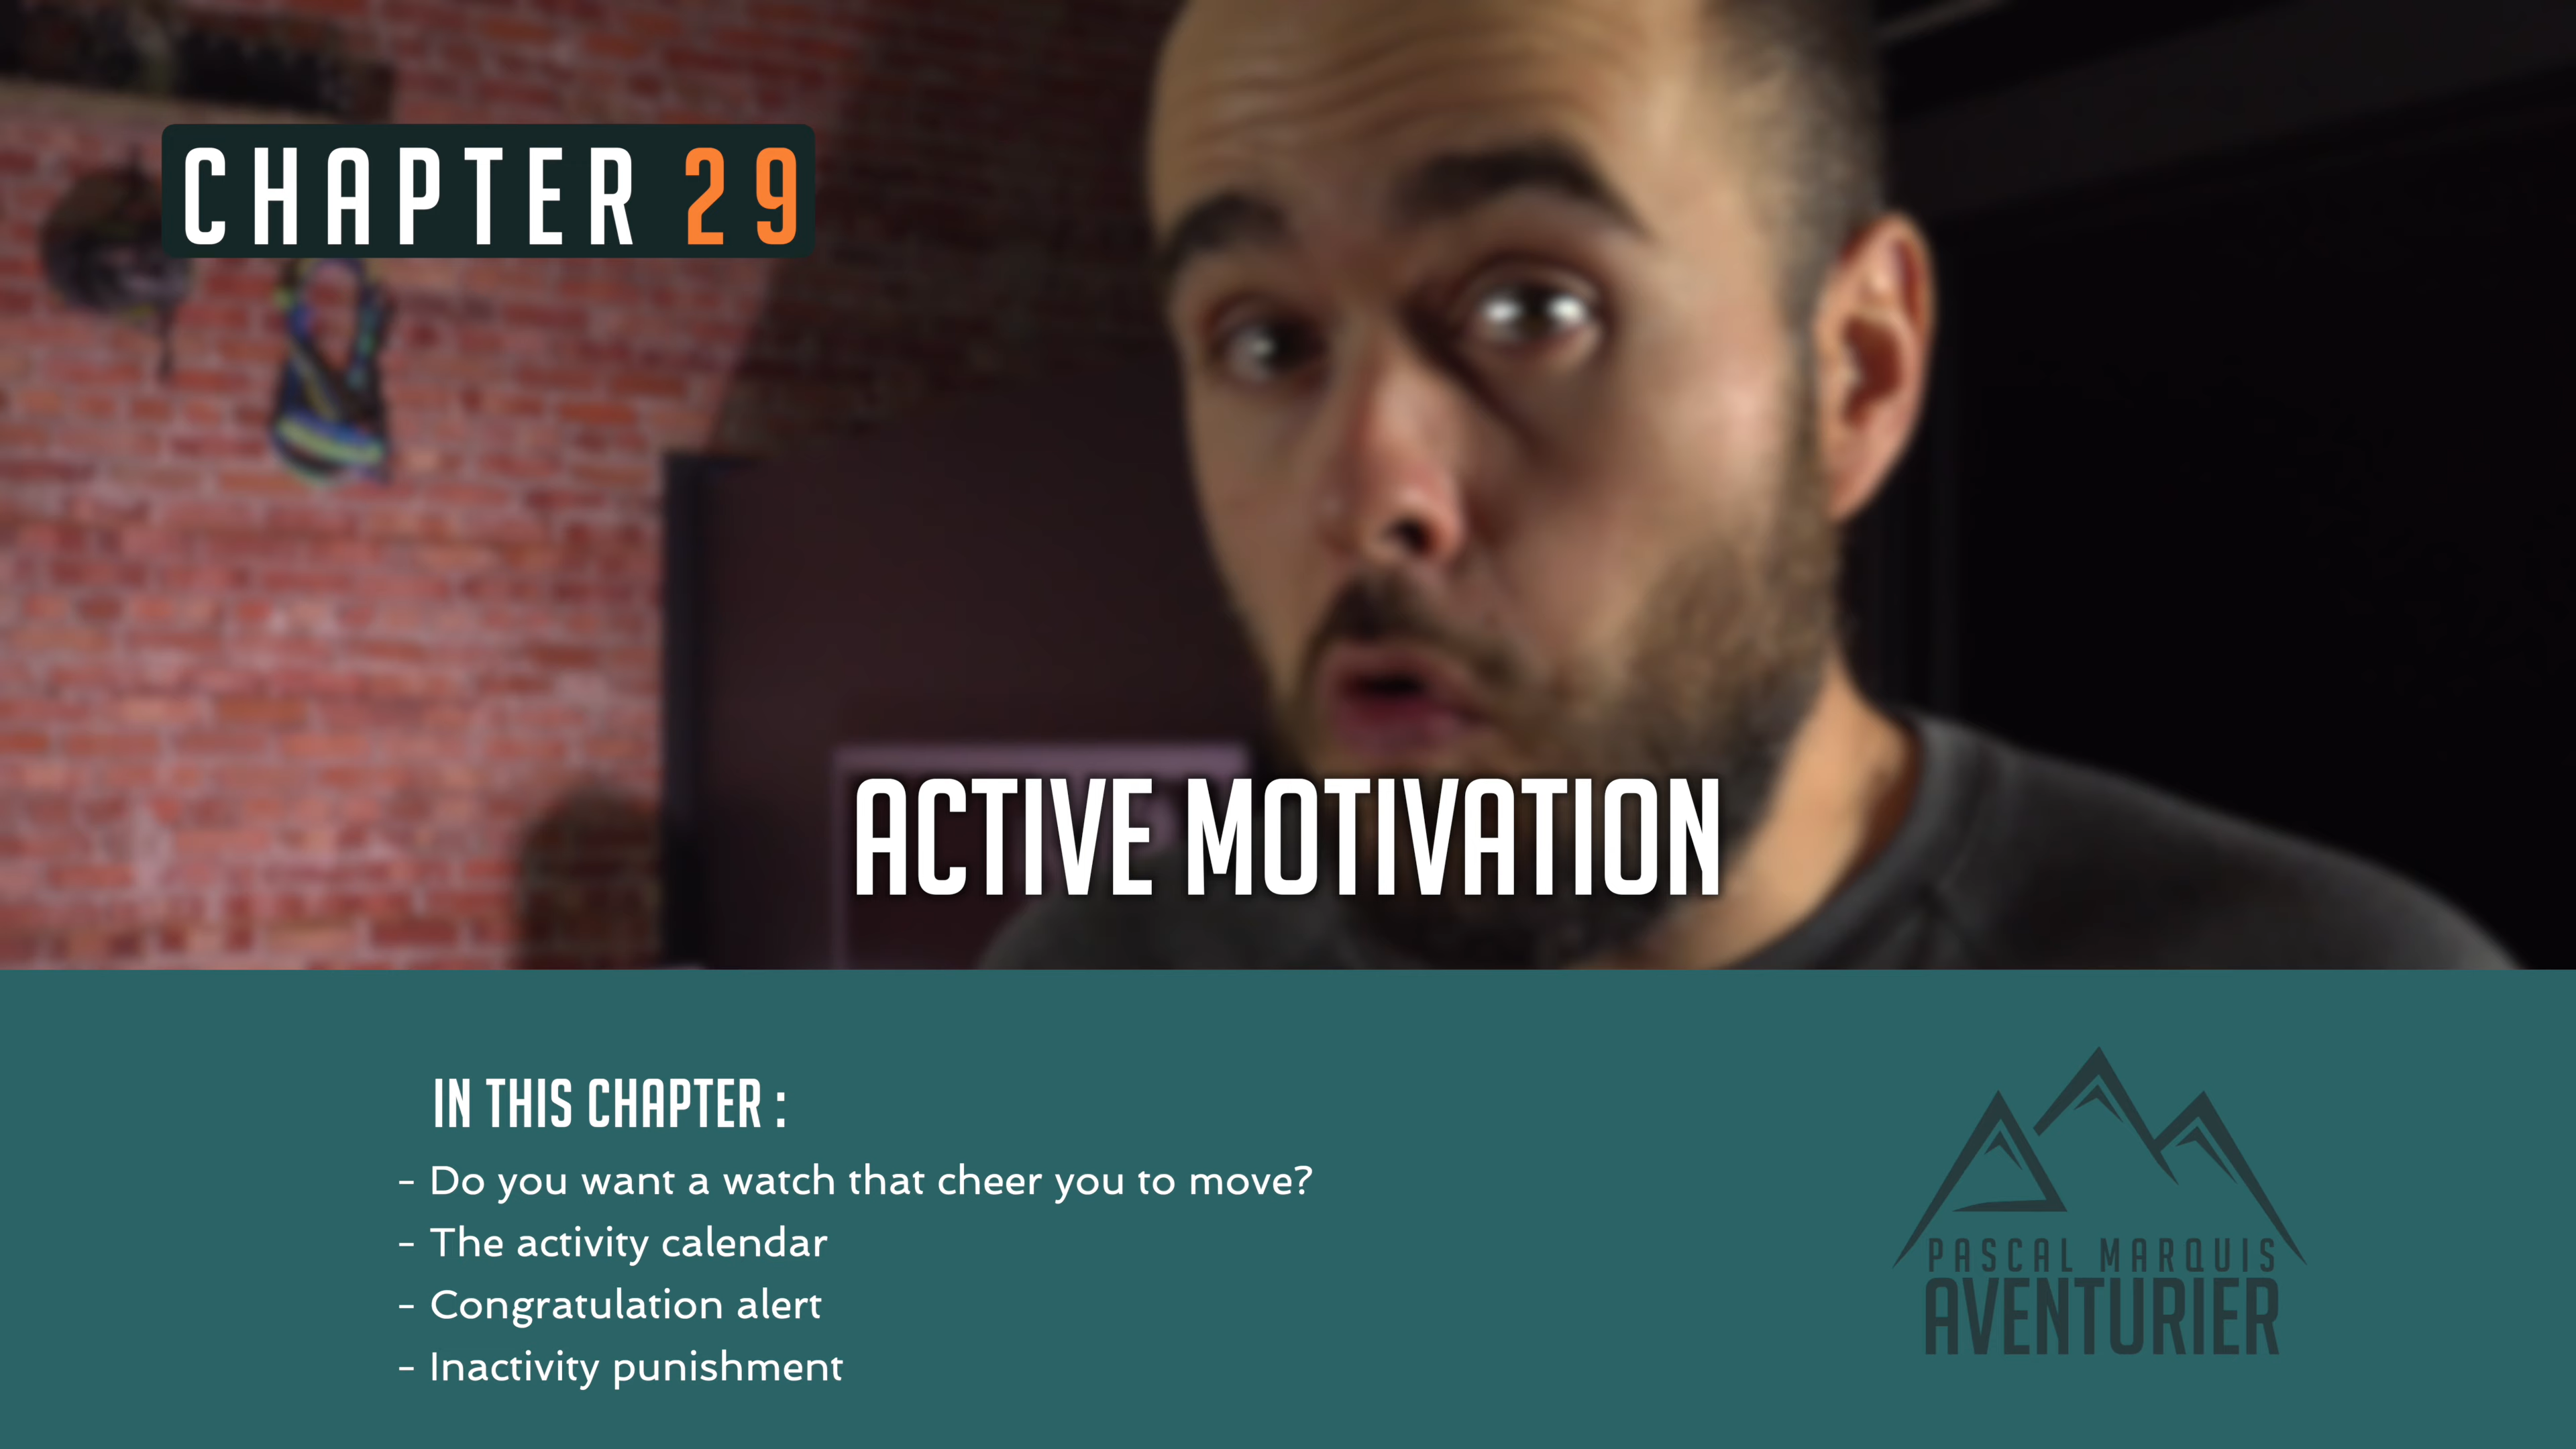 CHAPTER 29
ACTIVE MOTIVATION
IN THIS CHAPTER :
- Do you want a watch that cheer you to move?
- The activity calendar
- Congratulation alert
- Inactivity punishment
PASCAL MARQUIS
AVENTURIER